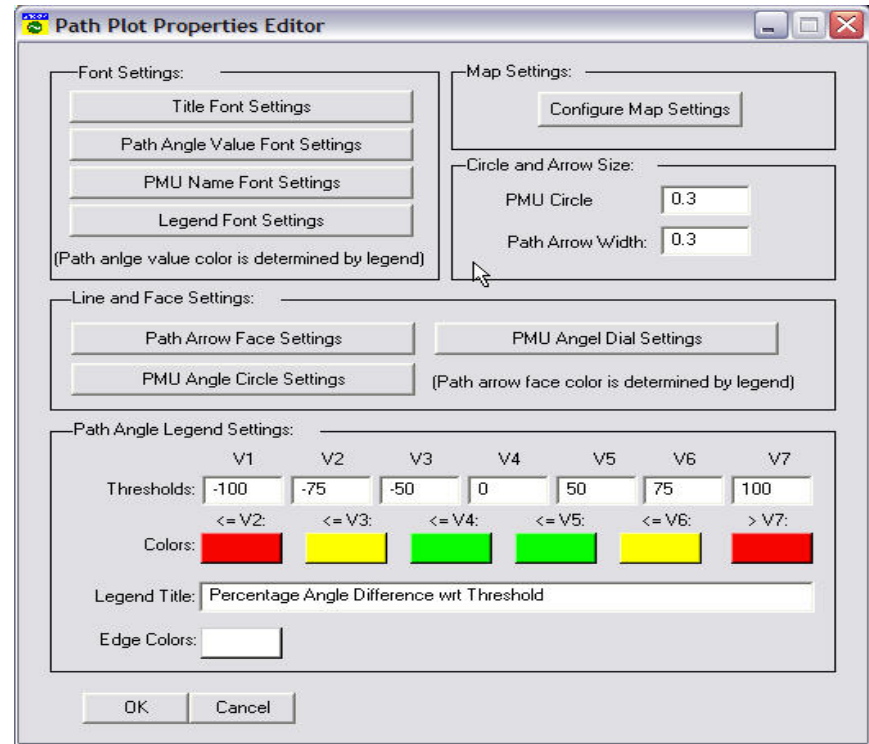 Path Plot Properties Editor
Font Settings:
Title Font Settings
Path Angle Value Font Settings
PMU Name Font Settings
Legend Font Settings
(Path anlge value color is determined by legend)
Map Settings:
Configure Map Settings
Circle and Arrow Size:
PMU Circle 0.3
Path Arrow Width: 0.3
Line and Face Settings:
Path Arrow Face Settings PMU Angel Dial Settings
PMU Angle Circle Settings (Path arrow face color is determined by legend)
Path Angle Legend Settings:
V1 V2 V3 V4 V5 V6 V7
Thresholds: -100 -75 -50 0 50 75 100
<= V2: <= V3: <= V4: <= V5: <= V6: > V7:
Colors:
Legend Title: Percentage Angle Difference wrt Threshold
Edge Colors:
OK Cancel